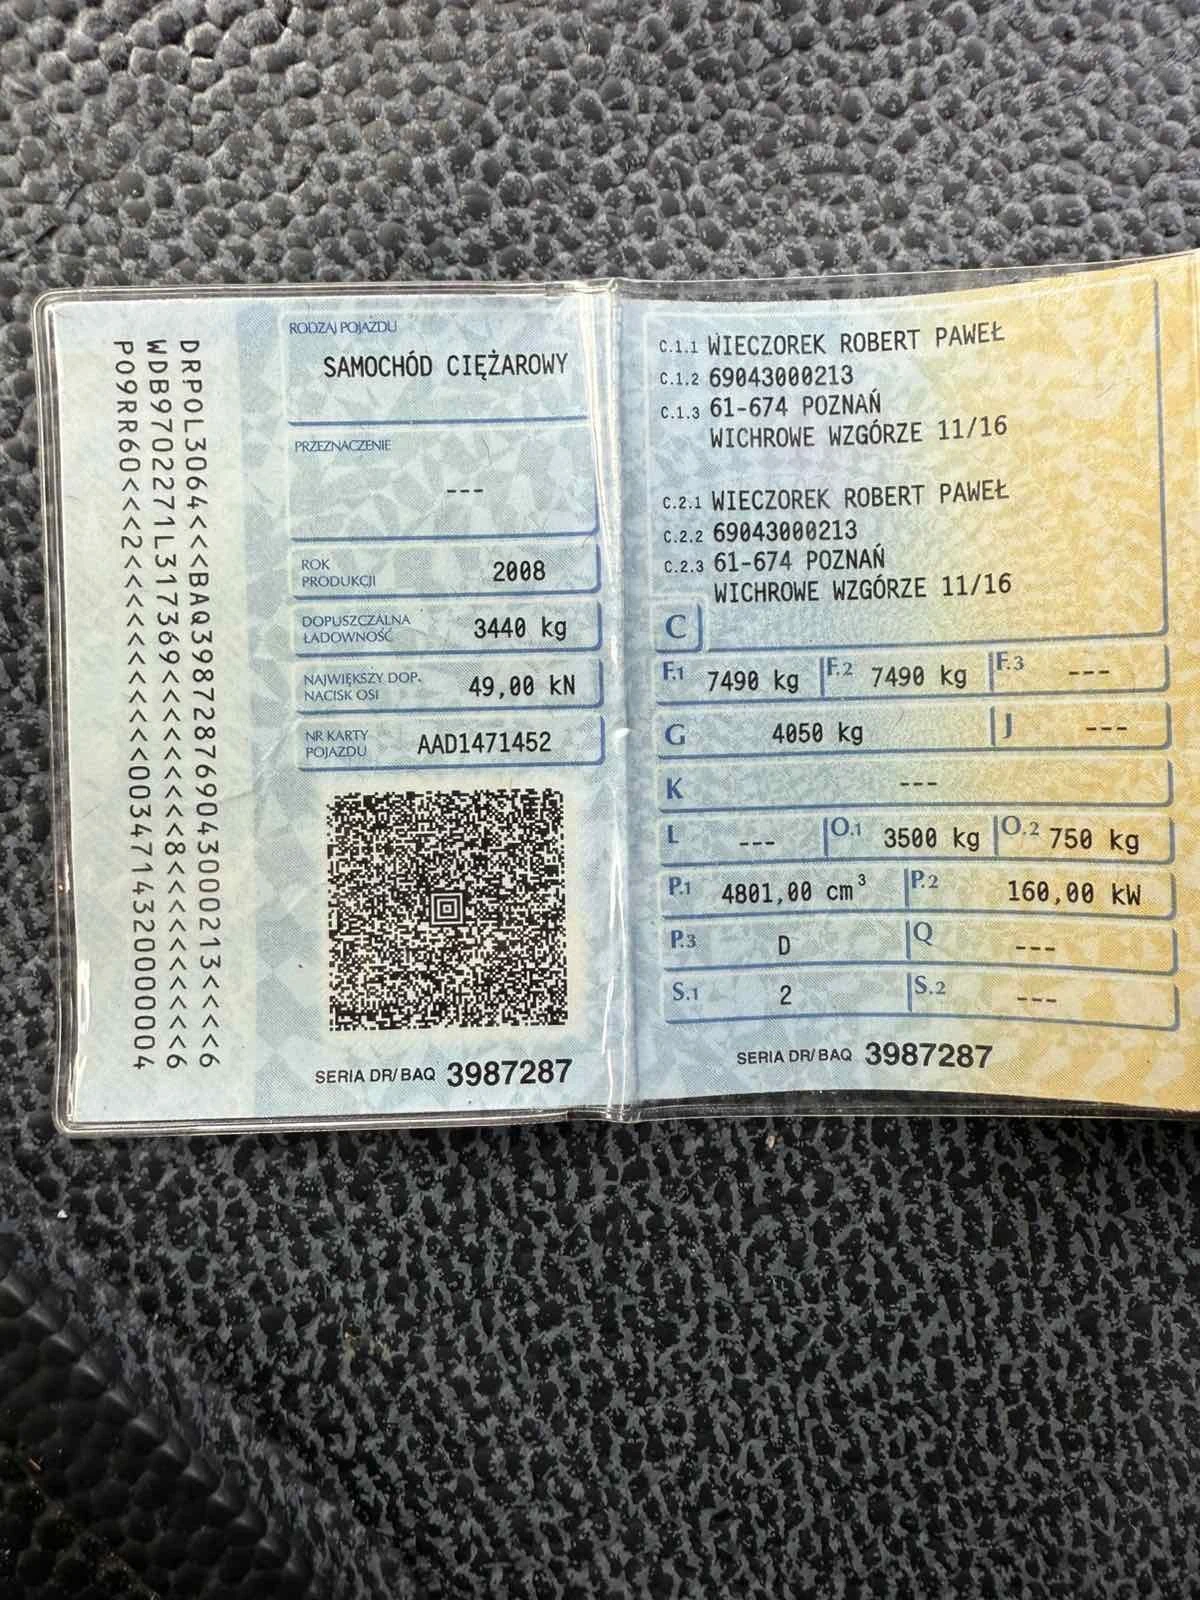 DRPOL3064<<<BAQ39872876904300​0213<<<6
WDB9702271L317369<<<<<<<8<<<<<<<<6
P09RR60<<<2<<<<<<<<<<<003471432000000​4
RODZAJ POJAZDU
SAMOCHÓD CIĘŻAROWY
PRZEZNACZENIE
---
ROK
PRODUKCJI 2008
DOPUSZCZALNA
ŁADOWNOŚĆ 3440 kg
NAJWIĘKSZY DOP.
NACISK OSI 49,00 kN
NR KARTY
POJAZDU AAD1471452
SERIA DR/BAQ 3987287
C.1.1 WIECZOREK ROBERT PAWEŁ
C.1.2 69043000213
C.1.3 61-674 POZNAŃ
WICHROWE WZGÓRZE 11/16
C.2.1 WIECZOREK ROBERT PAWEŁ
C.2.2 69043000213
C.2.3 61-674 POZNAŃ
WICHROWE WZGÓRZE 11/16
C
F.1 7490 kg F.2 7490 kg F.3 ---
G 4050 kg J ---
K ---
L --- O.1 3500 kg O.2 750 kg
P.1 4801,00 cm³ P.2 160,00 kW
P.3 D Q ---
S.1 2 S.2 ---
SERIA DR/BAQ 3987287